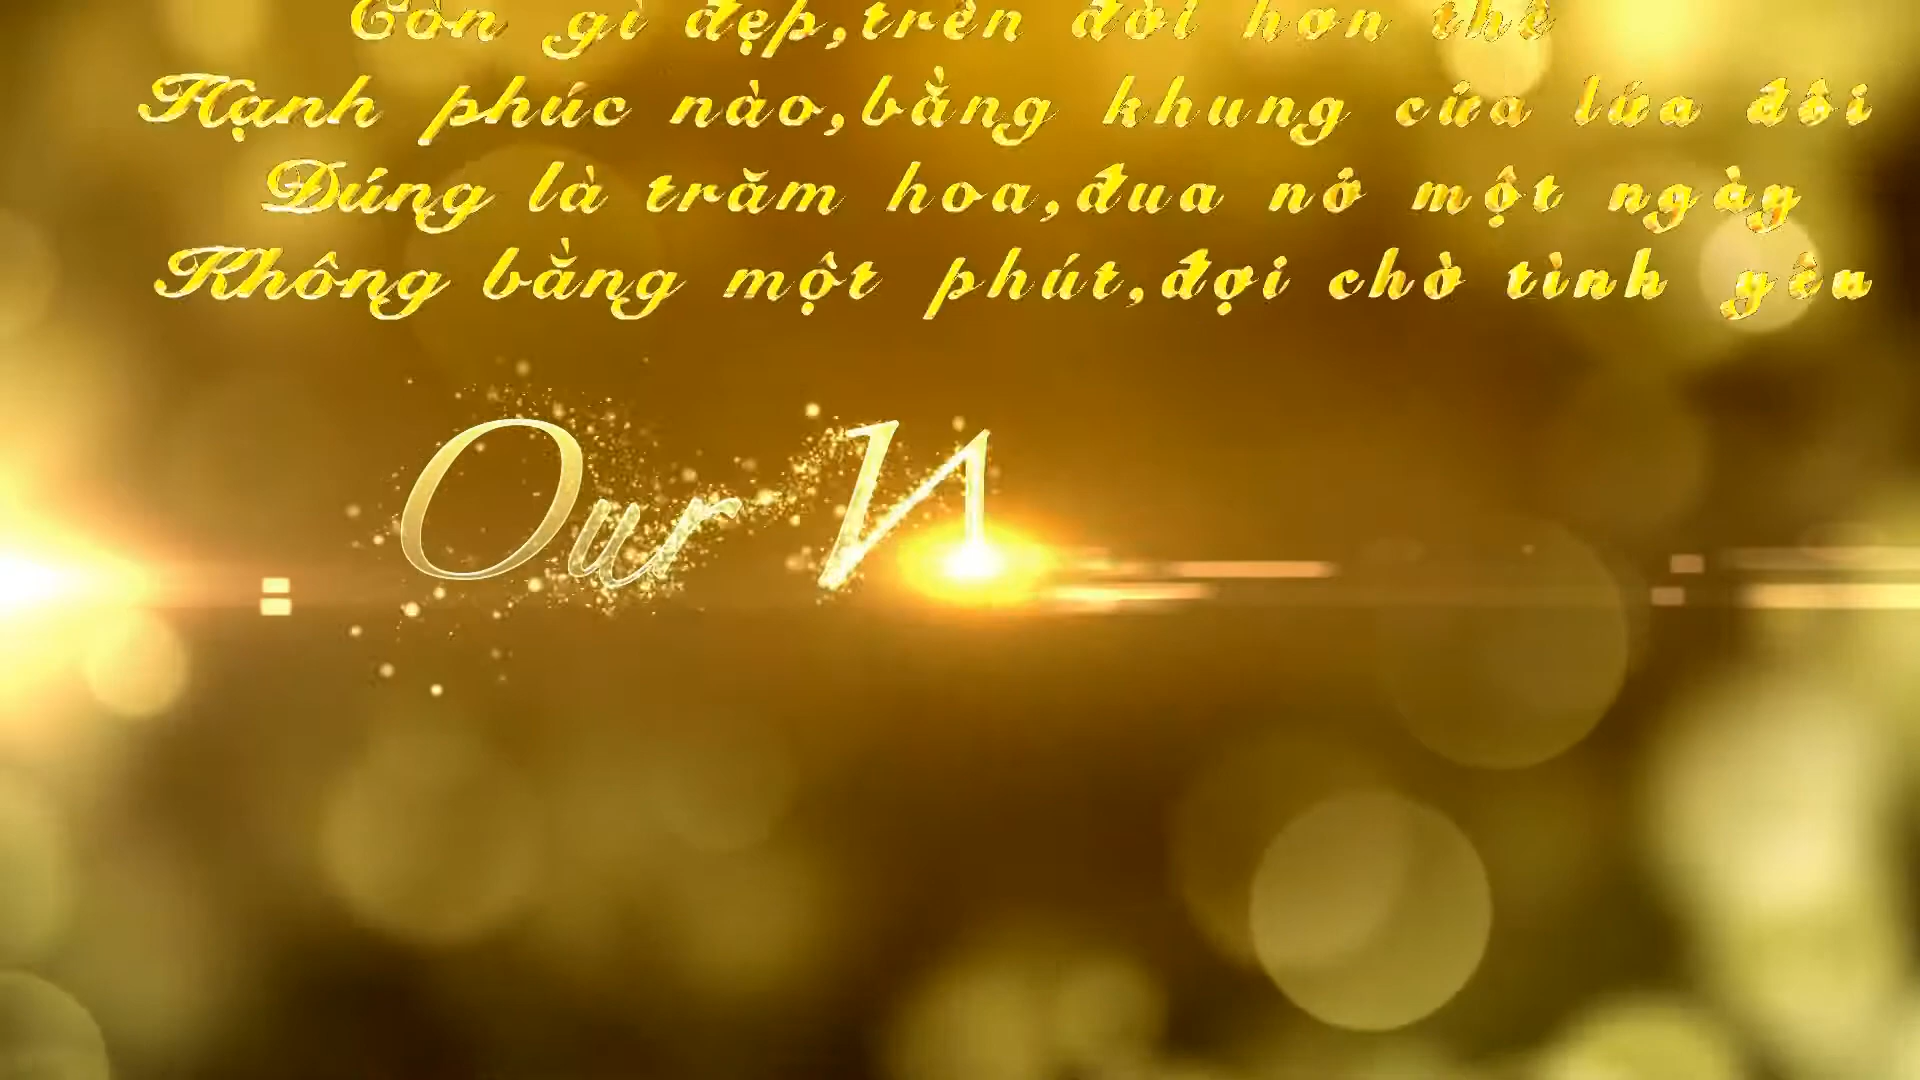 Còn gì đẹp,trên đời hơn thế
Hạnh phúc nào,bằng khung cửa lứa đôi
Dúng là trăm hoa,đua nở một ngày
Không bằng một phút,đợi chờ tình yêu
Our N